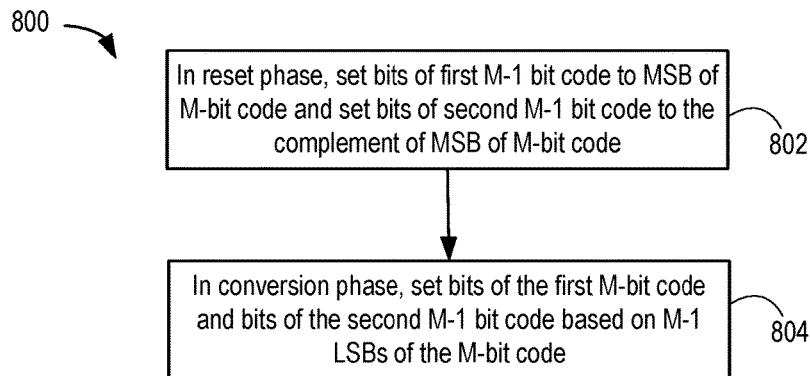 800
In reset phase, set bits of first M-1 bit code to MSB of
M-bit code and set bits of second M-1 bit code to the
complement of MSB of M-bit code
802
In conversion phase, set bits of the first M-bit code
and bits of the second M-1 bit code based on M-1
LSBs of the M-bit code
804